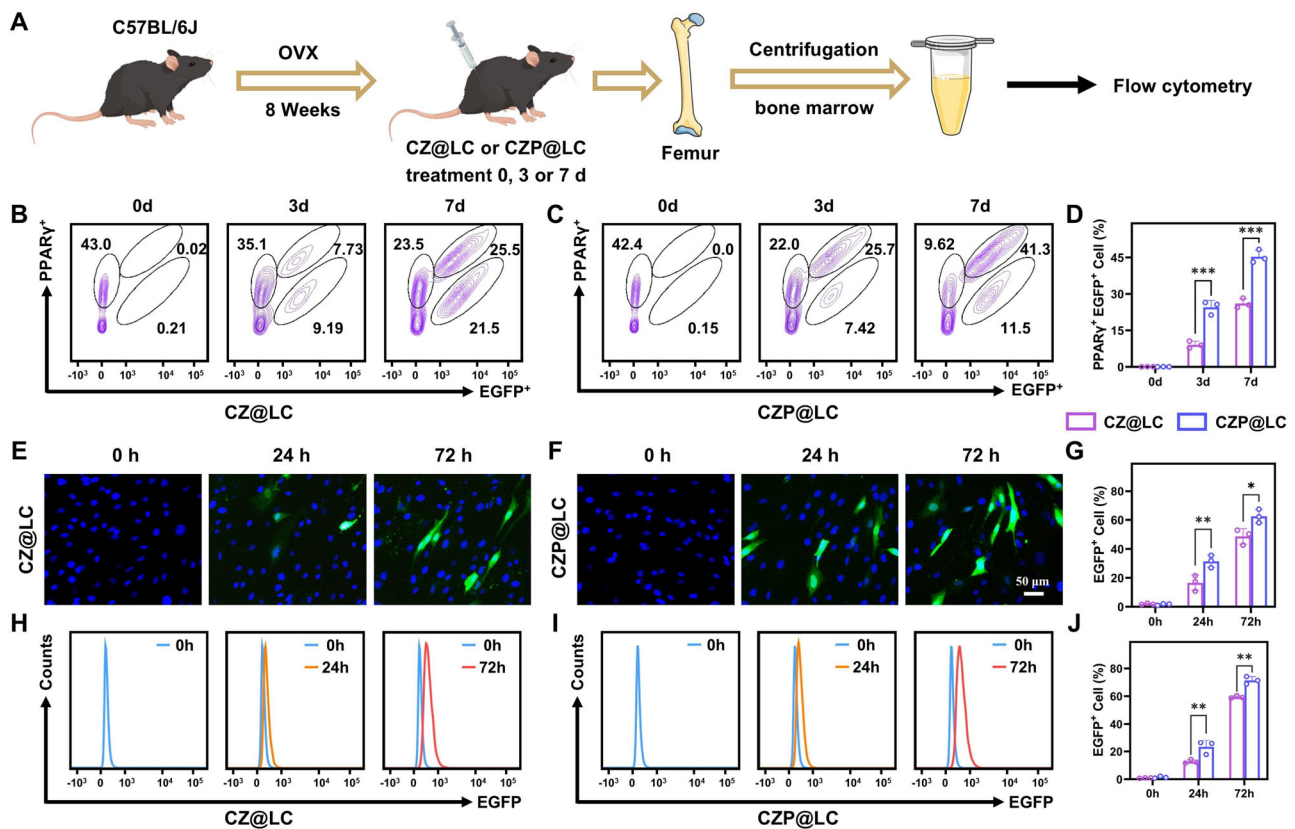 A
C57BL/6J
OVX
8 Weeks
CZ@LC or CZP@LC
treatment 0, 3 or 7 d
Femur
Centrifugation
bone marrow
Flow cytometry
B
0d
3d
7d
PPARγ⁺
43.0
0.02
0.21
35.1
7.73
9.19
23.5
25.5
21.5
-10³ 0 10³ 10⁴ 10⁵
-10³ 0 10³ 10⁴ 10⁵
-10³ 0 10³ 10⁴ 10⁵
EGFP⁺
CZ@LC
C
0d
3d
7d
PPARγ⁺
42.4
0.0
0.15
22.0
25.7
7.42
9.62
41.3
11.5
-10³ 0 10³ 10⁴ 10⁵
-10³ 0 10³ 10⁴ 10⁵
-10³ 0 10³ 10⁴ 10⁵
EGFP⁺
CZP@LC
D
PPARγ⁺ EGFP⁺ Cell (%)
45
30
15
0
***
***
0d 3d 7d
CZ@LC CZP@LC
E
0 h 24 h 72 h
CZ@LC
F
0 h 24 h 72 h
CZP@LC
50 μm
G
EGFP⁺ Cell (%)
80
60
40
20
0
**
*
0h 24h 72h
H
Counts
0h
0h
24h
0h
72h
-10³ 0 10³ 10⁴ 10⁵
-10³ 0 10³ 10⁴ 10⁵
-10³ 0 10³ 10⁴ 10⁵
CZ@LC
EGFP
I
Counts
0h
0h
24h
0h
72h
-10³ 0 10³ 10⁴ 10⁵
-10³ 0 10³ 10⁴ 10⁵
-10³ 0 10³ 10⁴ 10⁵
CZP@LC
EGFP
J
EGFP⁺ Cell (%)
80
60
40
20
0
**
**
0h 24h 72h